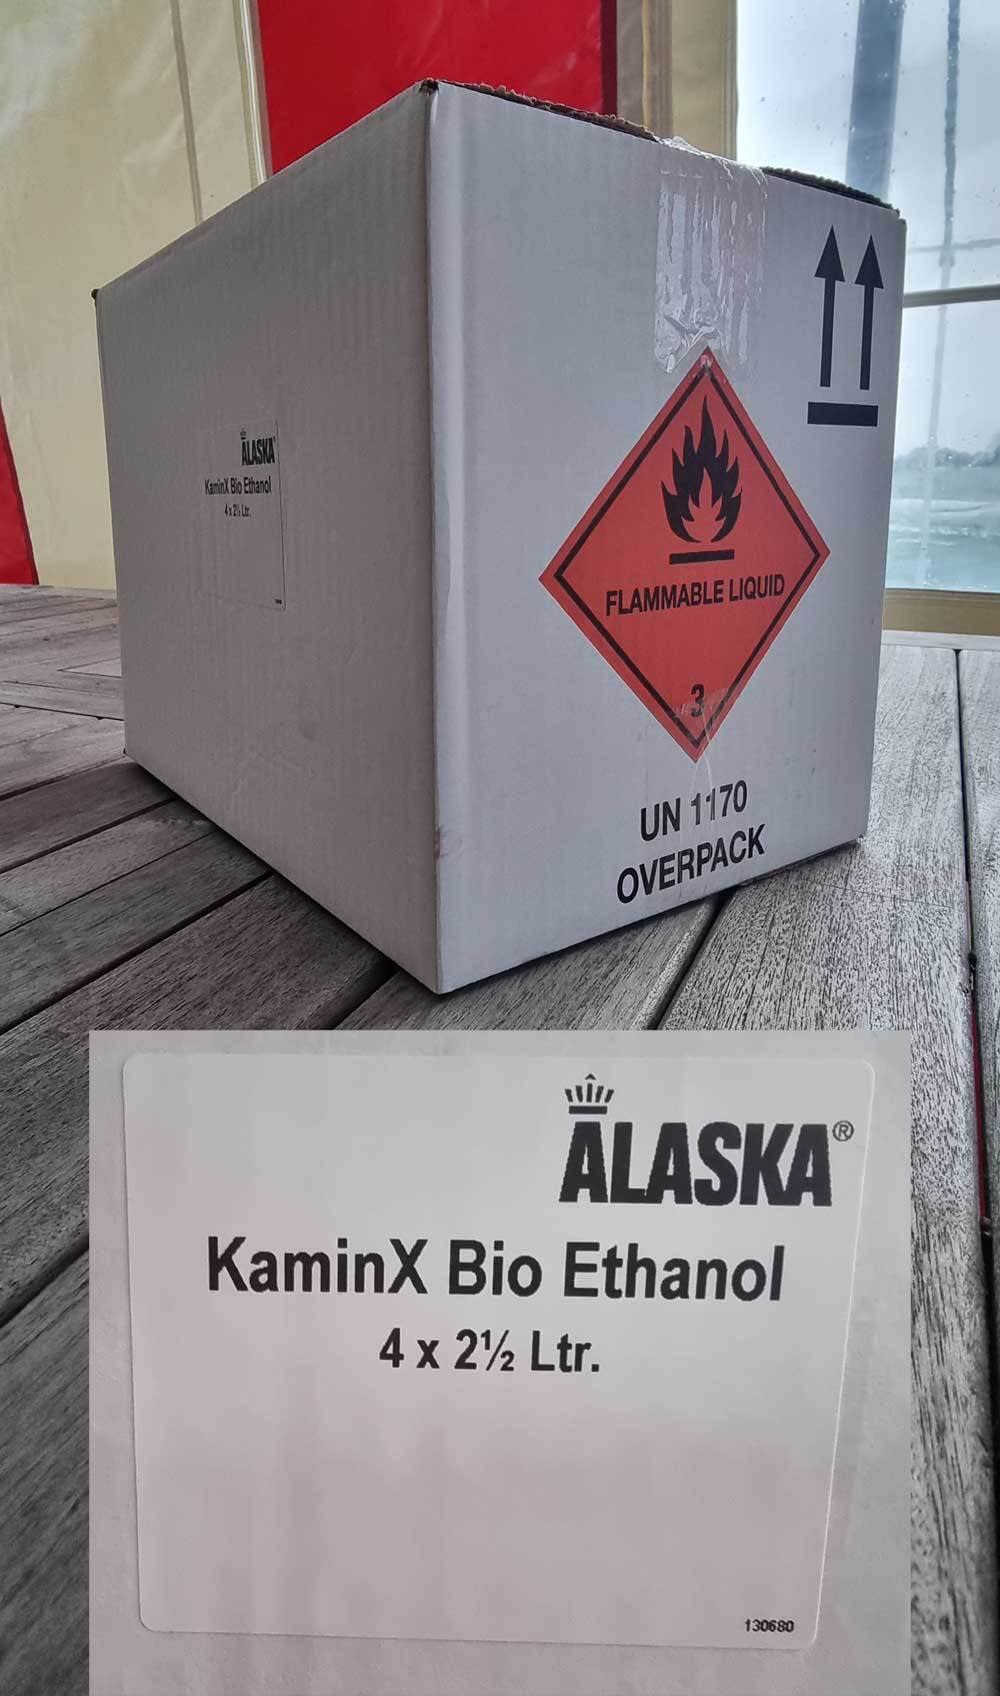 ALASKA
KaminX Bio Ethanol
4 x 2½ Ltr.
FLAMMABLE LIQUID
3
UN 1170
OVERPACK
ALASKA®
KaminX Bio Ethanol
4 x 2½ Ltr.
130680